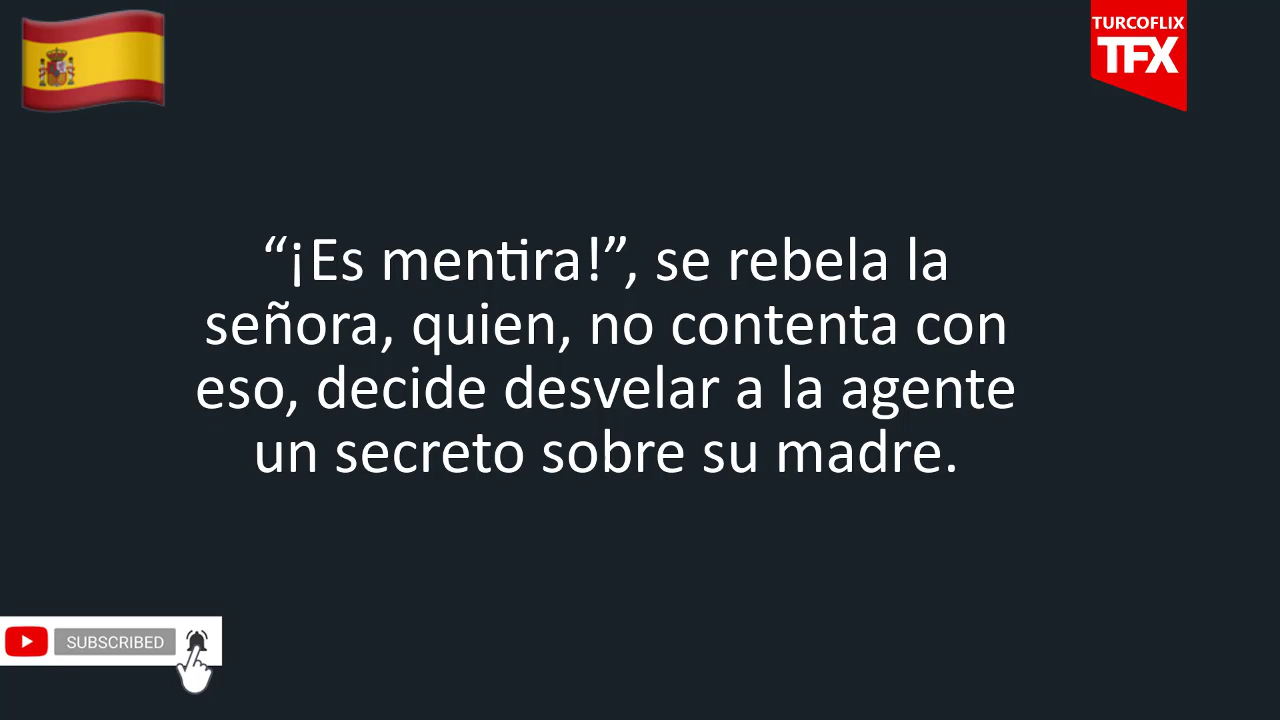 TURCOFLIX
TFX
“¡Es mentira!”, se rebela la
señora, quien, no contenta con
eso, decide desvelar a la agente
un secreto sobre su madre.
SUBSCRIBED